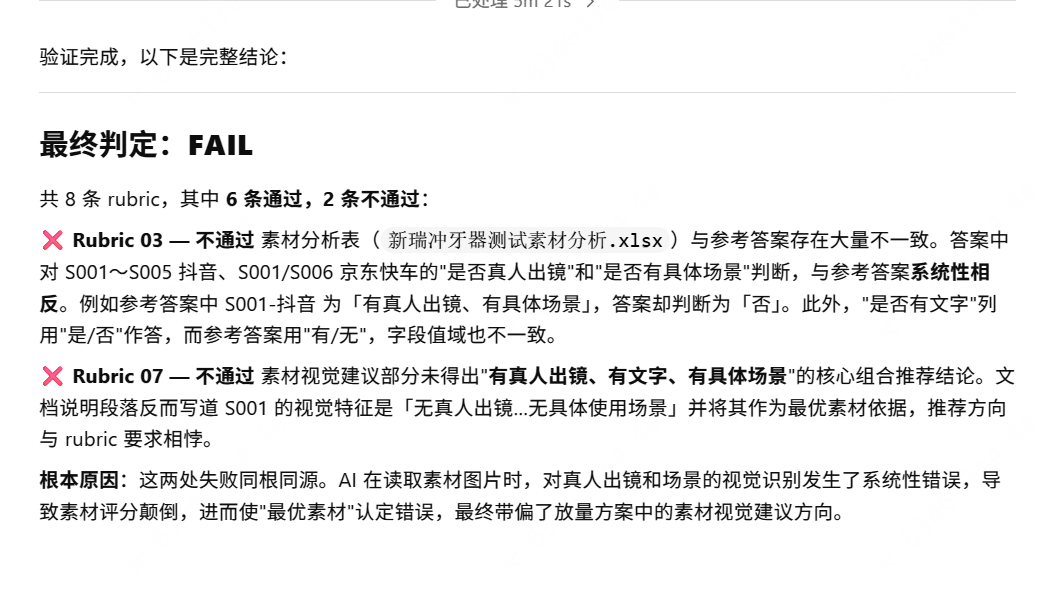 已处理 5m 21s >
验证完成，以下是完整结论：
最终判定：FAIL
共 8 条 rubric，其中 6 条通过，2 条不通过：
❌ Rubric 03 — 不通过 素材分析表（ 新瑞冲牙器测试素材分析.xlsx ）与参考答案存在大量不一致。答案中
对 S001～S005 抖音、S001/S006 京东快车的"是否真人出镜"和"是否有具体场景"判断，与参考答案系统性相
反。例如参考答案中 S001-抖音 为「有真人出镜、有具体场景」，答案却判断为「否」。此外，"是否有文字"列
用"是/否"作答，而参考答案用"有/无"，字段值域也不一致。
❌ Rubric 07 — 不通过 素材视觉建议部分未得出"有真人出镜、有文字、有具体场景"的核心组合推荐结论。文
档说明段落反而写道 S001 的视觉特征是「无真人出镜...无具体使用场景」并将其作为最优素材依据，推荐方向
与 rubric 要求相悖。
根本原因：这两处失败同根同源。AI 在读取素材图片时，对真人出镜和场景的视觉识别发生了系统性错误，导
致素材评分颠倒，进而使"最优素材"认定错误，最终带偏了放量方案中的素材视觉建议方向。